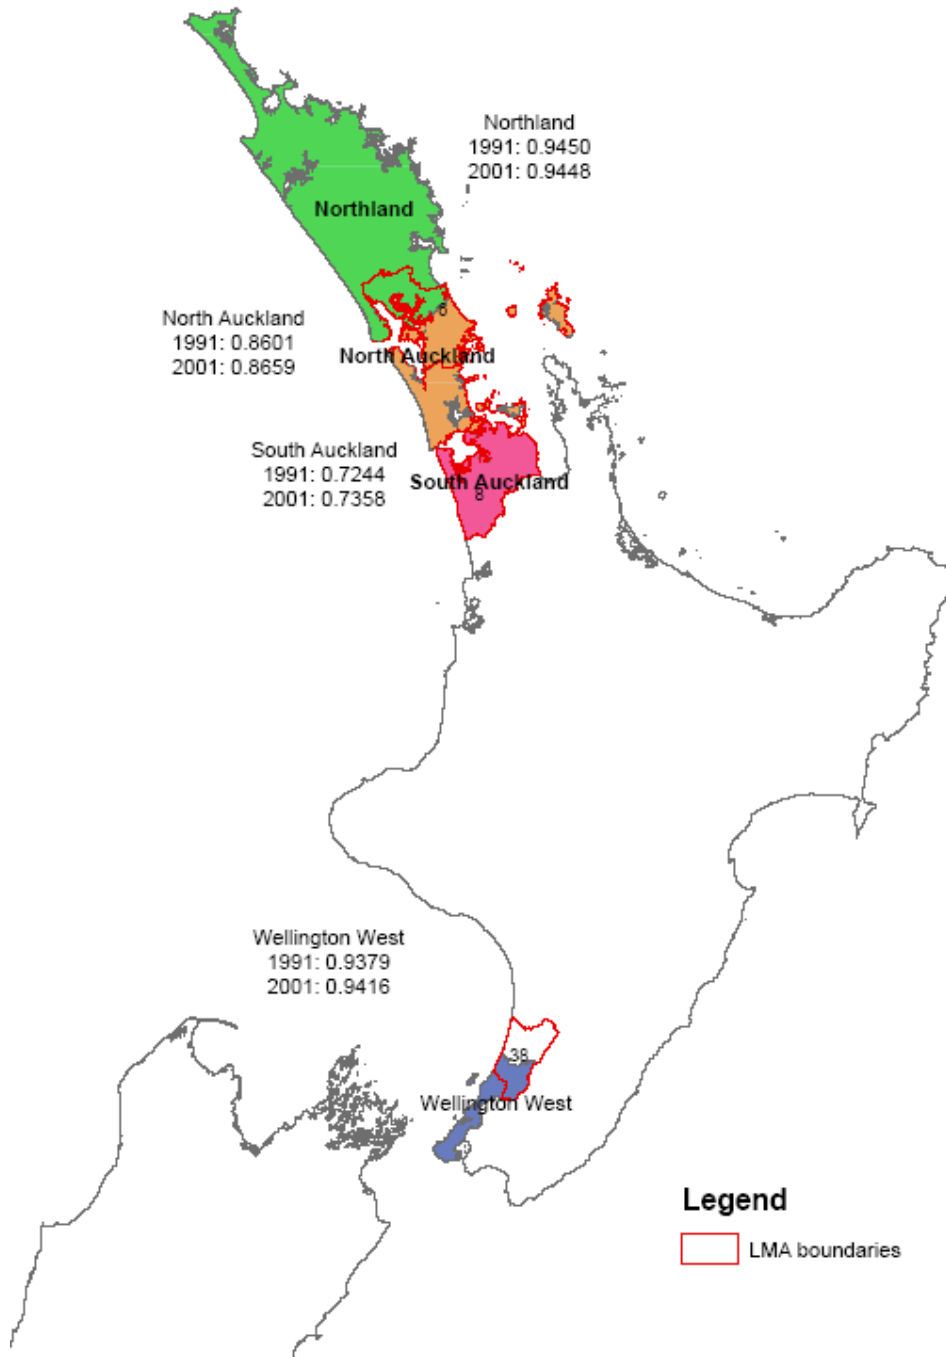 Northland
1991: 0.9450
2001: 0.9448
Northland
6
North Auckland
1991: 0.8601
2001: 0.8659
North Auckland
South Auckland
1991: 0.7244
2001: 0.7358
South Auckland
8
Wellington West
1991: 0.9379
2001: 0.9416
38
Wellington West
Legend
LMA boundaries